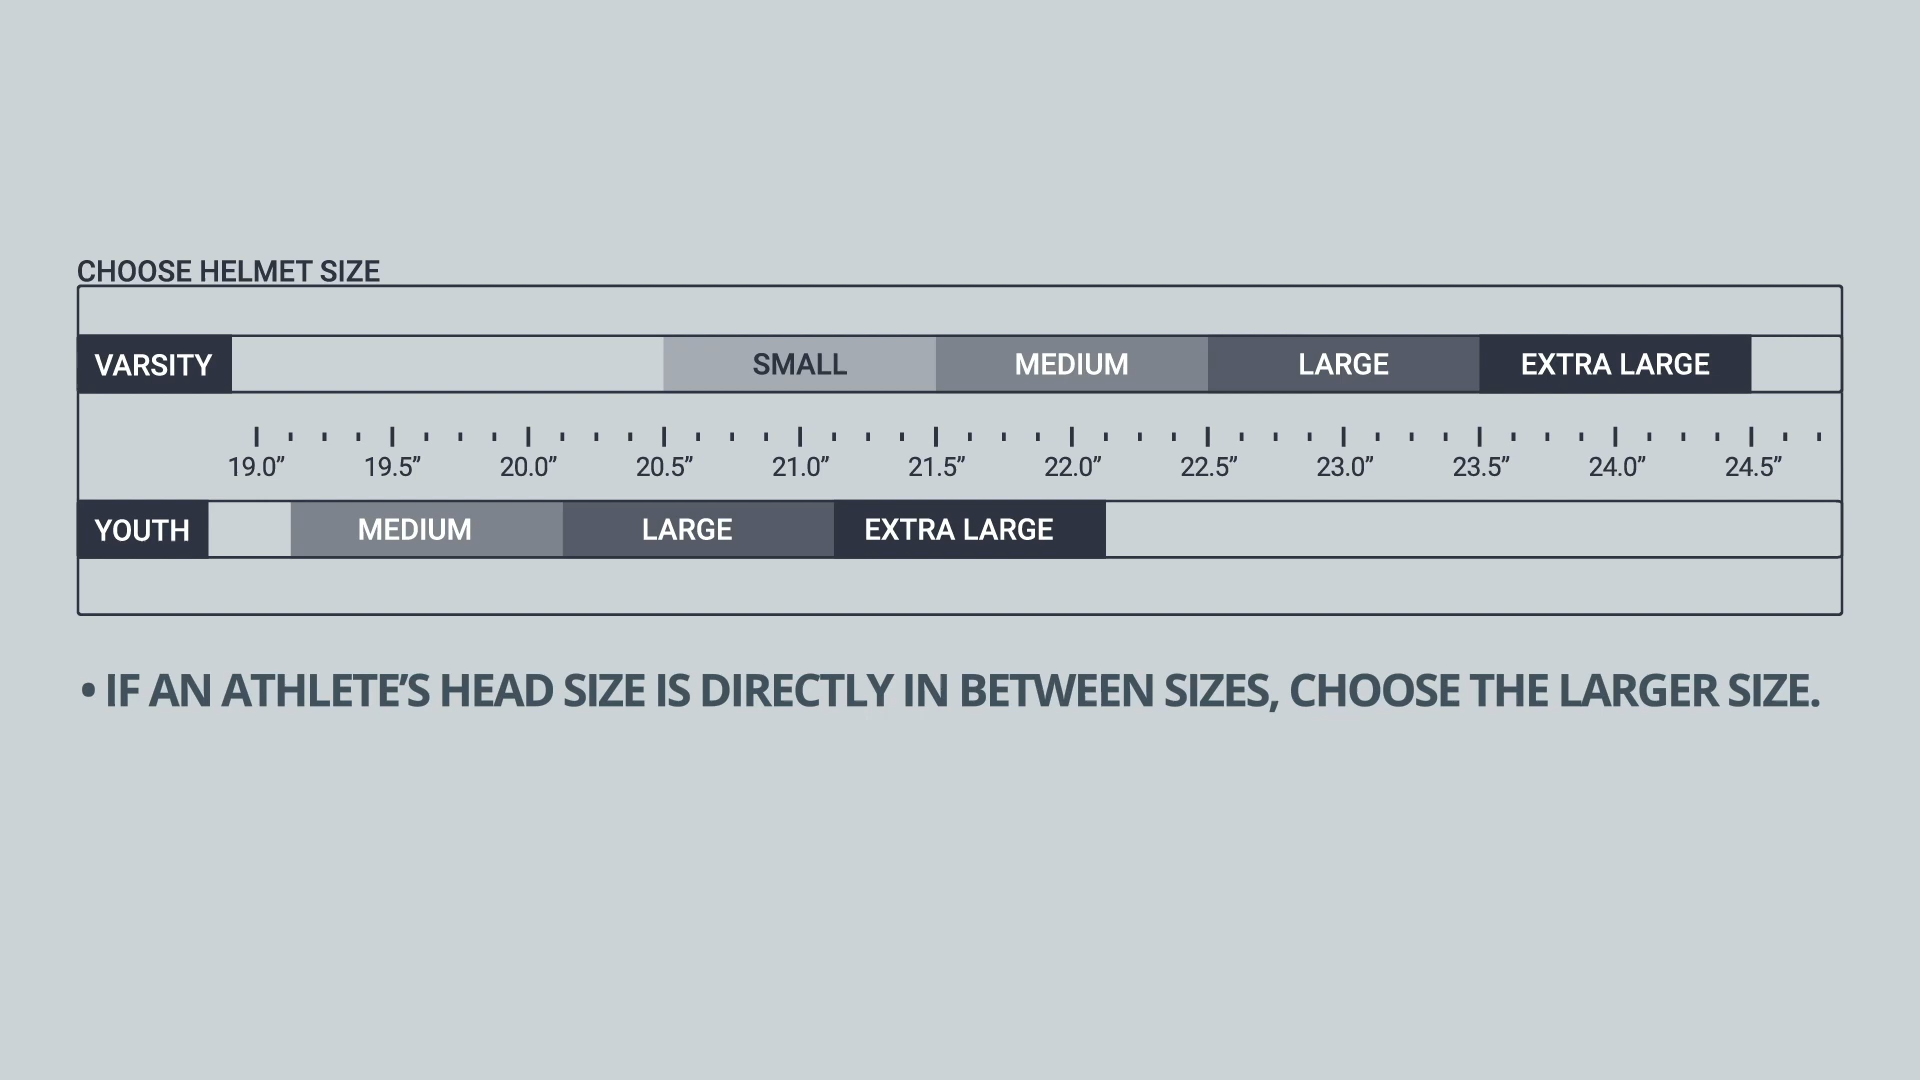 CHOOSE HELMET SIZE
VARSITY SMALL MEDIUM LARGE EXTRA LARGE
19.0” 19.5” 20.0” 20.5” 21.0” 21.5” 22.0” 22.5” 23.0” 23.5” 24.0” 24.5”
YOUTH MEDIUM LARGE EXTRA LARGE
• IF AN ATHLETE’S HEAD SIZE IS DIRECTLY IN BETWEEN SIZES, CHOOSE THE LARGER SIZE.